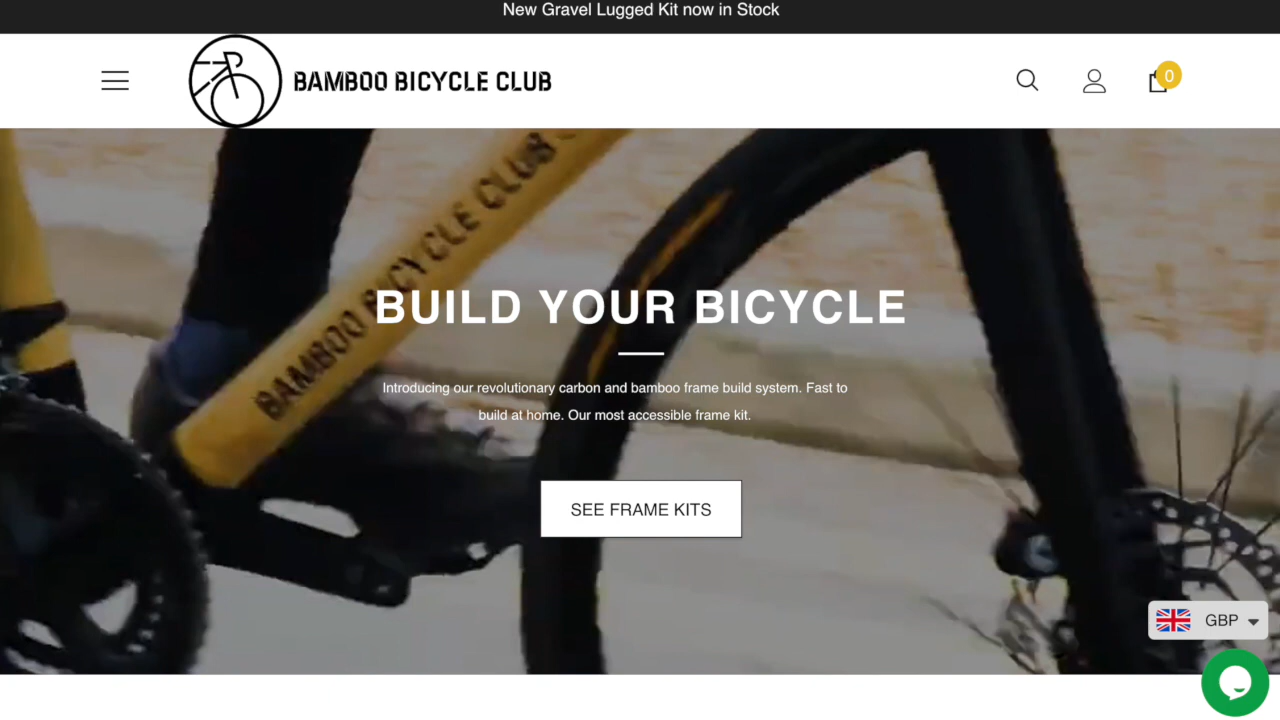 New Gravel Lugged Kit now in Stock
BAMBOO BICYCLE CLUB
0
BAMBOO BICYCLE CLUB
BUILD YOUR BICYCLE
Introducing our revolutionary carbon and bamboo frame build system. Fast to
build at home. Our most accessible frame kit.
SEE FRAME KITS
GBP